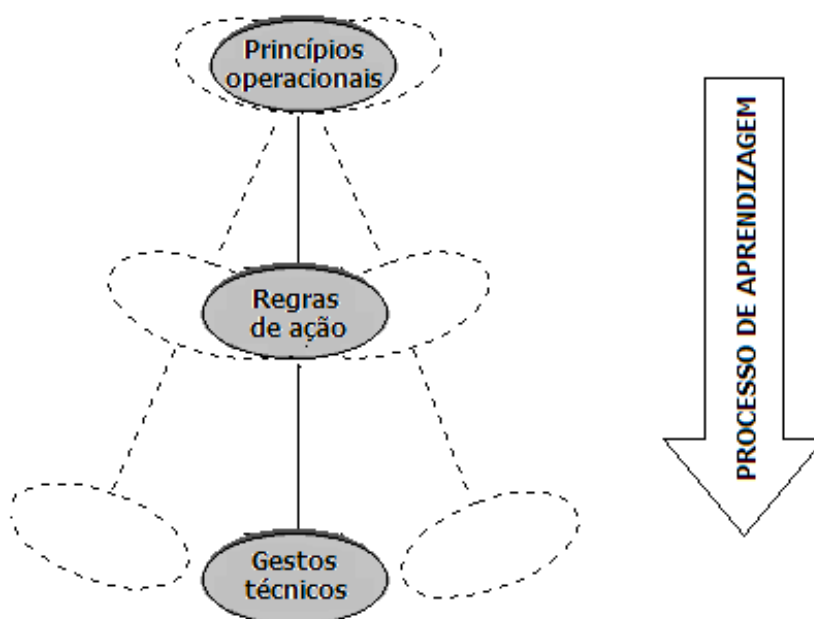 Princípios
operacionais
Regras
de ação
Gestos
técnicos
PROCESSO DE APRENDIZAGEM